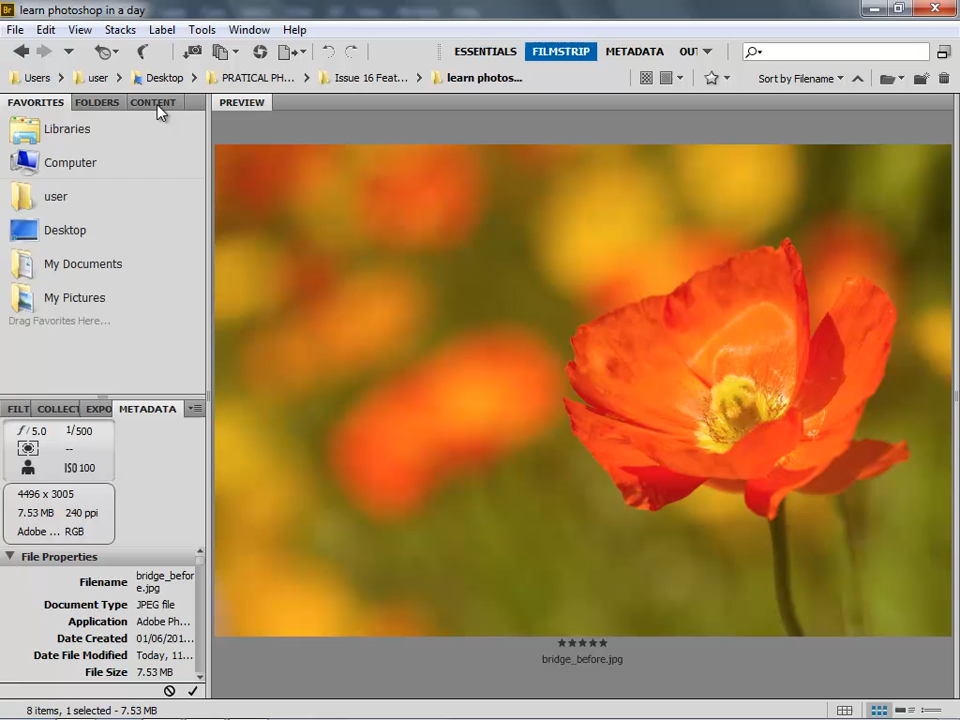 Br learn photoshop in a day
File Edit View Stacks Label Tools Window Help
ESSENTIALS FILMSTRIP METADATA OUT
Users user Desktop PRATICAL PH... Issue 16 Feat... learn photos... Sort by Filename
FAVORITES FOLDERS CONTENT PREVIEW
Libraries
Computer
user
Desktop
My Documents
My Pictures
Drag Favorites Here...
FILT COLLECT EXPO METADATA
ƒ/5.0 1/500
--
ISO100
4496 x 3005
7.53 MB 240 ppi
Adobe ... RGB
File Properties
Filename bridge_befor
e.jpg
Document Type JPEG file
Application Adobe Ph...
Date Created 01/06/201...
Date File Modified Today, 11...
File Size 7.53 MB
bridge_before.jpg
8 items, 1 selected - 7.53 MB